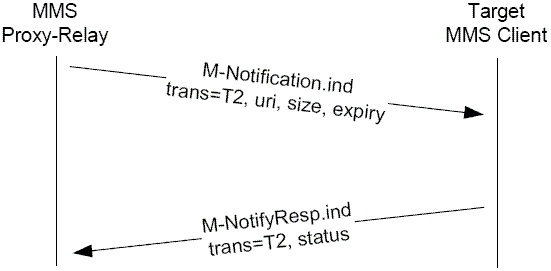 MMS
Proxy-Relay
Target
MMS Client
M-Notification.ind
trans=T2, uri, size, expiry
M-NotifyResp.ind
trans=T2, status